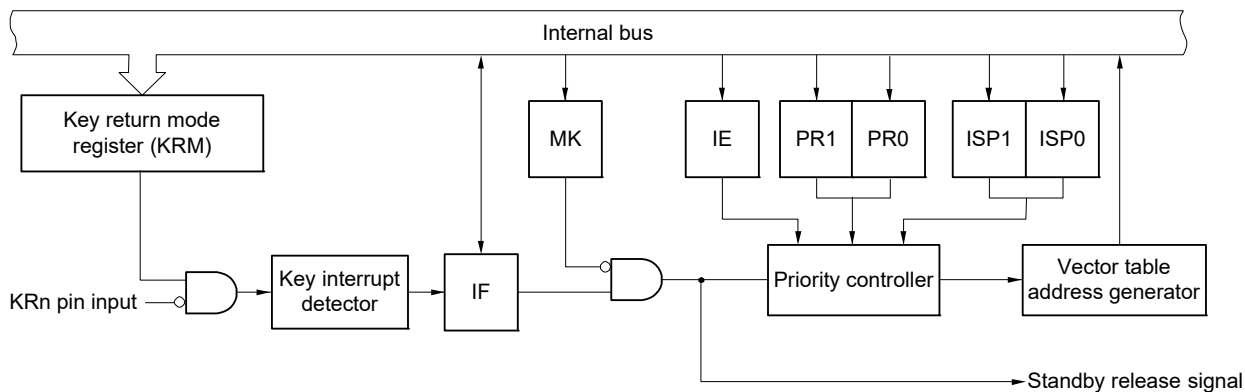 Internal bus
Key return mode
register (KRM)
MK
IE
PR1
PR0
ISP1
ISP0
KRn pin input
Key interrupt
detector
IF
Priority controller
Vector table
address generator
Standby release signal